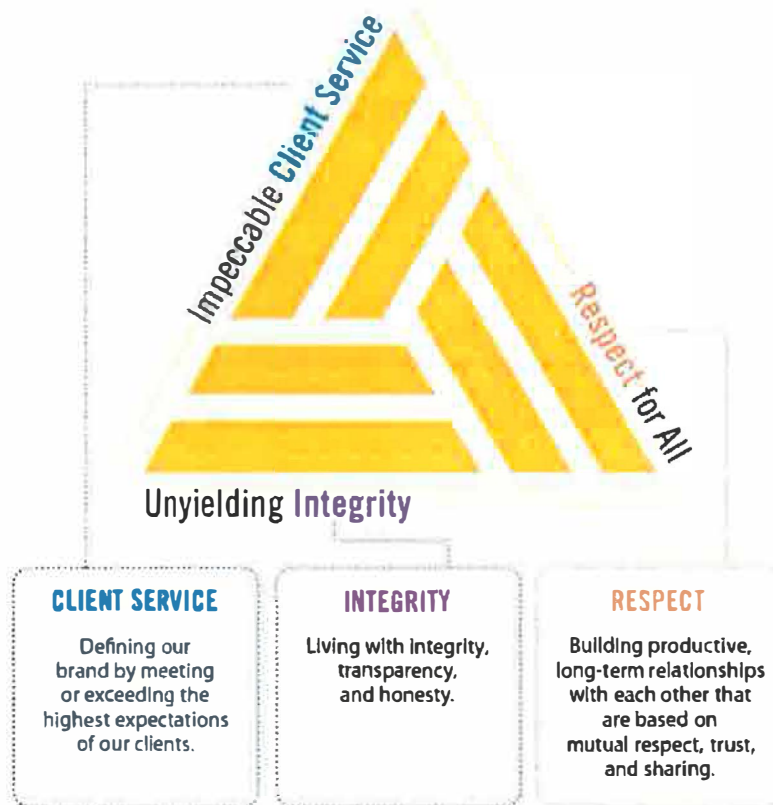 Impeccable Client Service
Respect for All
Unyielding Integrity
CLIENT SERVICE
Defining our
brand by meeting
or exceeding the
highest expectations
of our clients.
INTEGRITY
Living with integrity,
transparency,
and honesty.
RESPECT
Building productive,
long-term relationships
with each other that
are based on
mutual respect, trust,
and sharing.